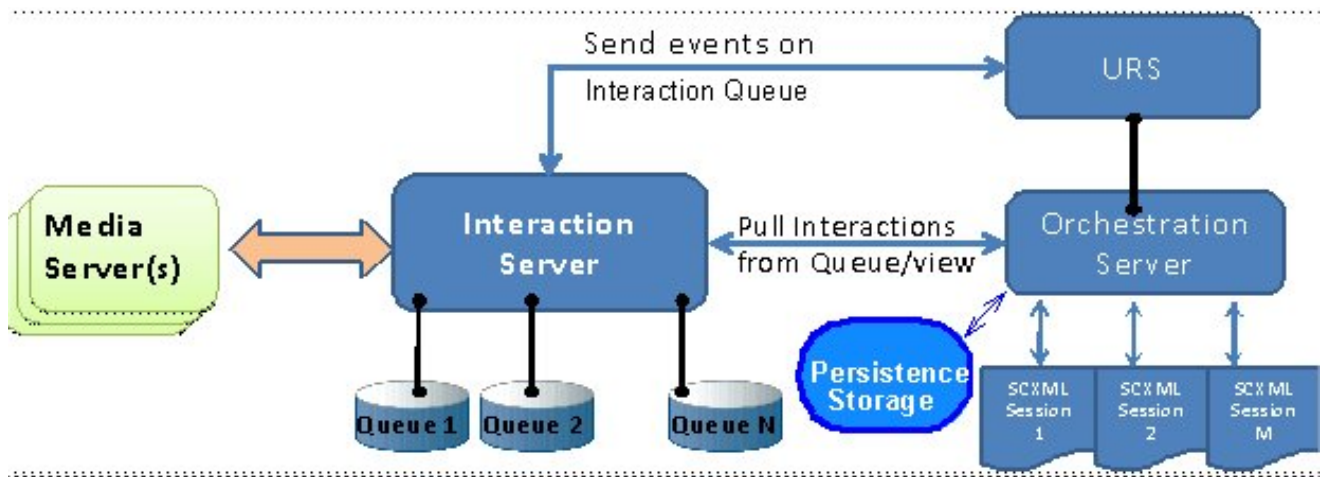 Send events on
Interaction Queue
URS
Media
Server(s)
Interaction
Server
Pull Interactions
from Queue/view
Orchestration
Server
Persistence
Storage
Queue 1
Queue 2
Queue N
SCXML
Session
1
SCXML
Session
2
SCXML
Session
M